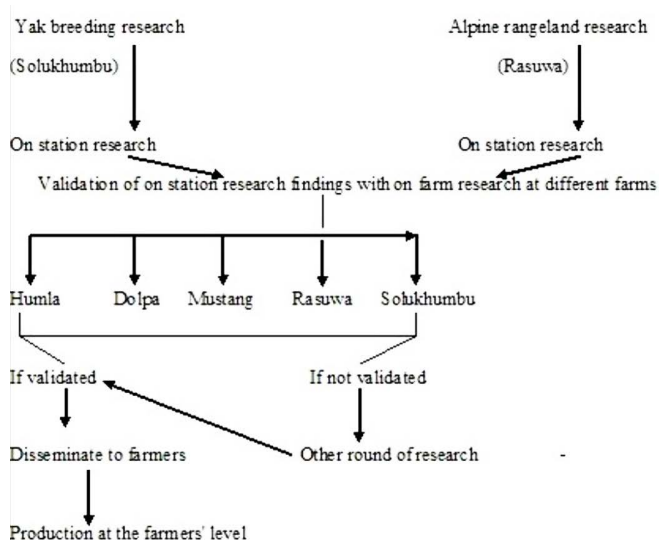 Yak breeding research
Alpine rangeland research
(Solukhumbu)
(Rasuwa)
On station research
On station research
Validation of on station research findings with on farm research at different farms
Humla
Dolpa
Mustang
Rasuwa
Solukhumbu
If validated
If not validated
Disseminate to farmers
Other round of research
-
Production at the farmers' level